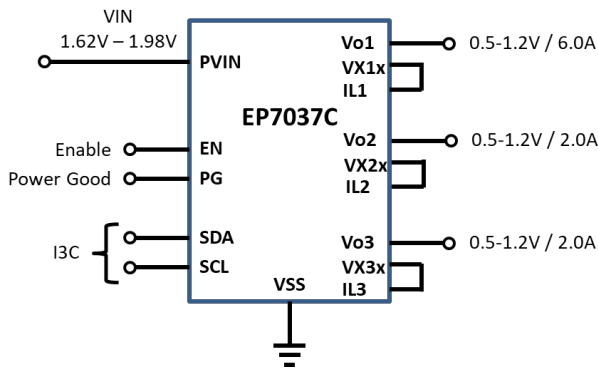 VIN
1.62V – 1.98V
PVIN
Enable
EN
Power Good
PG
I3C
SDA
SCL
EP7037C
VSS
Vo1
0.5-1.2V / 6.0A
VX1x
IL1
Vo2
0.5-1.2V / 2.0A
VX2x
IL2
Vo3
0.5-1.2V / 2.0A
VX3x
IL3